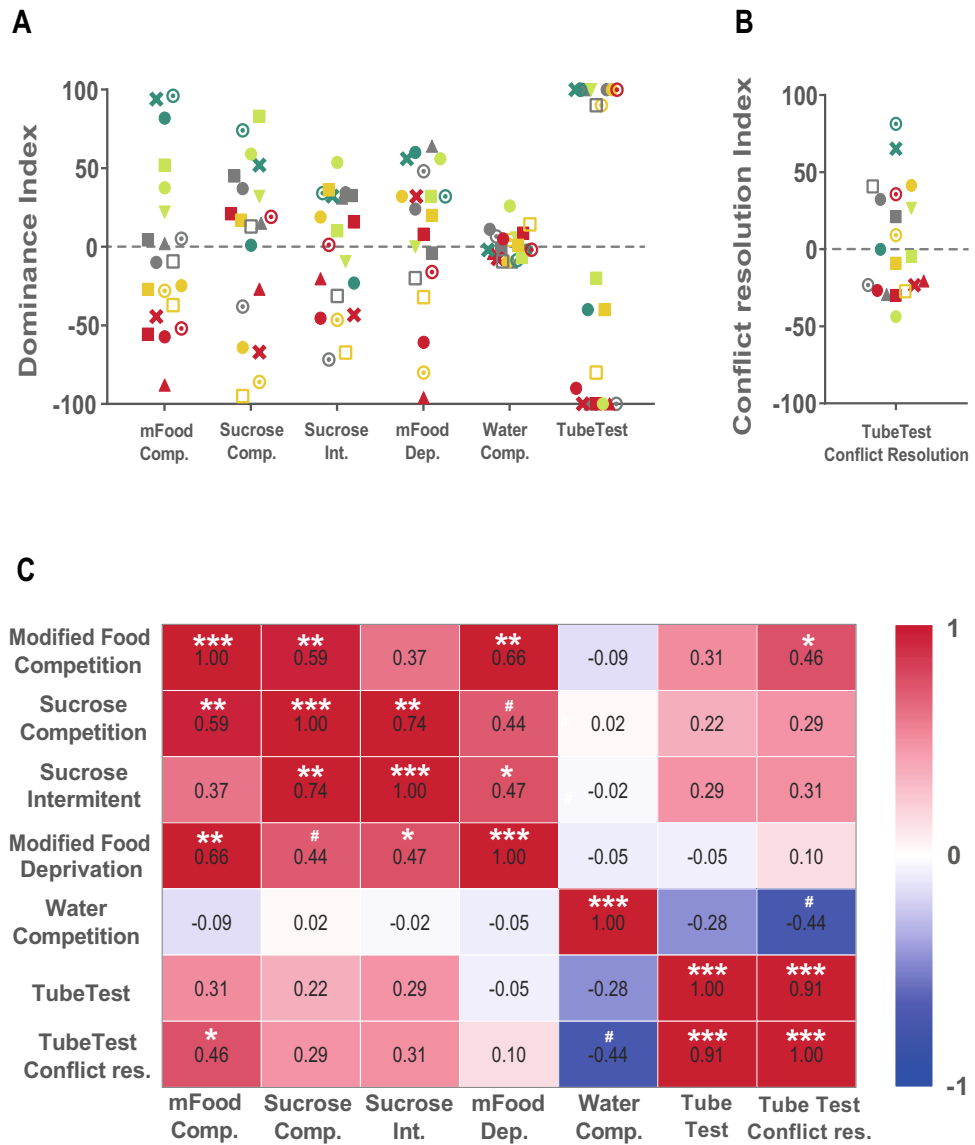 A
B
Dominance Index
100
50
0
-50
-100
mFood
Comp.
Sucrose
Comp.
Sucrose
Int.
mFood
Dep.
Water
Comp.
TubeTest
Conflict resolution Index
100
50
0
-50
-100
TubeTest
Conflict Resolution
C
Modified Food
Competition
*** ** ** *
1.00 0.59 0.37 0.66 -0.09 0.31 0.46
Sucrose
Competition
** *** ** #
0.59 1.00 0.74 0.44 0.02 0.22 0.29
Sucrose
Intermitent
** *** *
0.37 0.74 1.00 0.47 -0.02 0.29 0.31
Modified Food
Deprivation
** # * ***
0.66 0.44 0.47 1.00 -0.05 -0.05 0.10
Water
Competition
*** #
-0.09 0.02 -0.02 -0.05 1.00 -0.28 -0.44
TubeTest
*** ***
0.31 0.22 0.29 -0.05 -0.28 1.00 0.91
TubeTest
Conflict res.
* # *** ***
0.46 0.29 0.31 0.10 -0.44 0.91 1.00
mFood
Comp.
Sucrose
Comp.
Sucrose
Int.
mFood
Dep.
Water
Comp.
Tube
Test
Tube Test
Conflict res.
1
0
-1